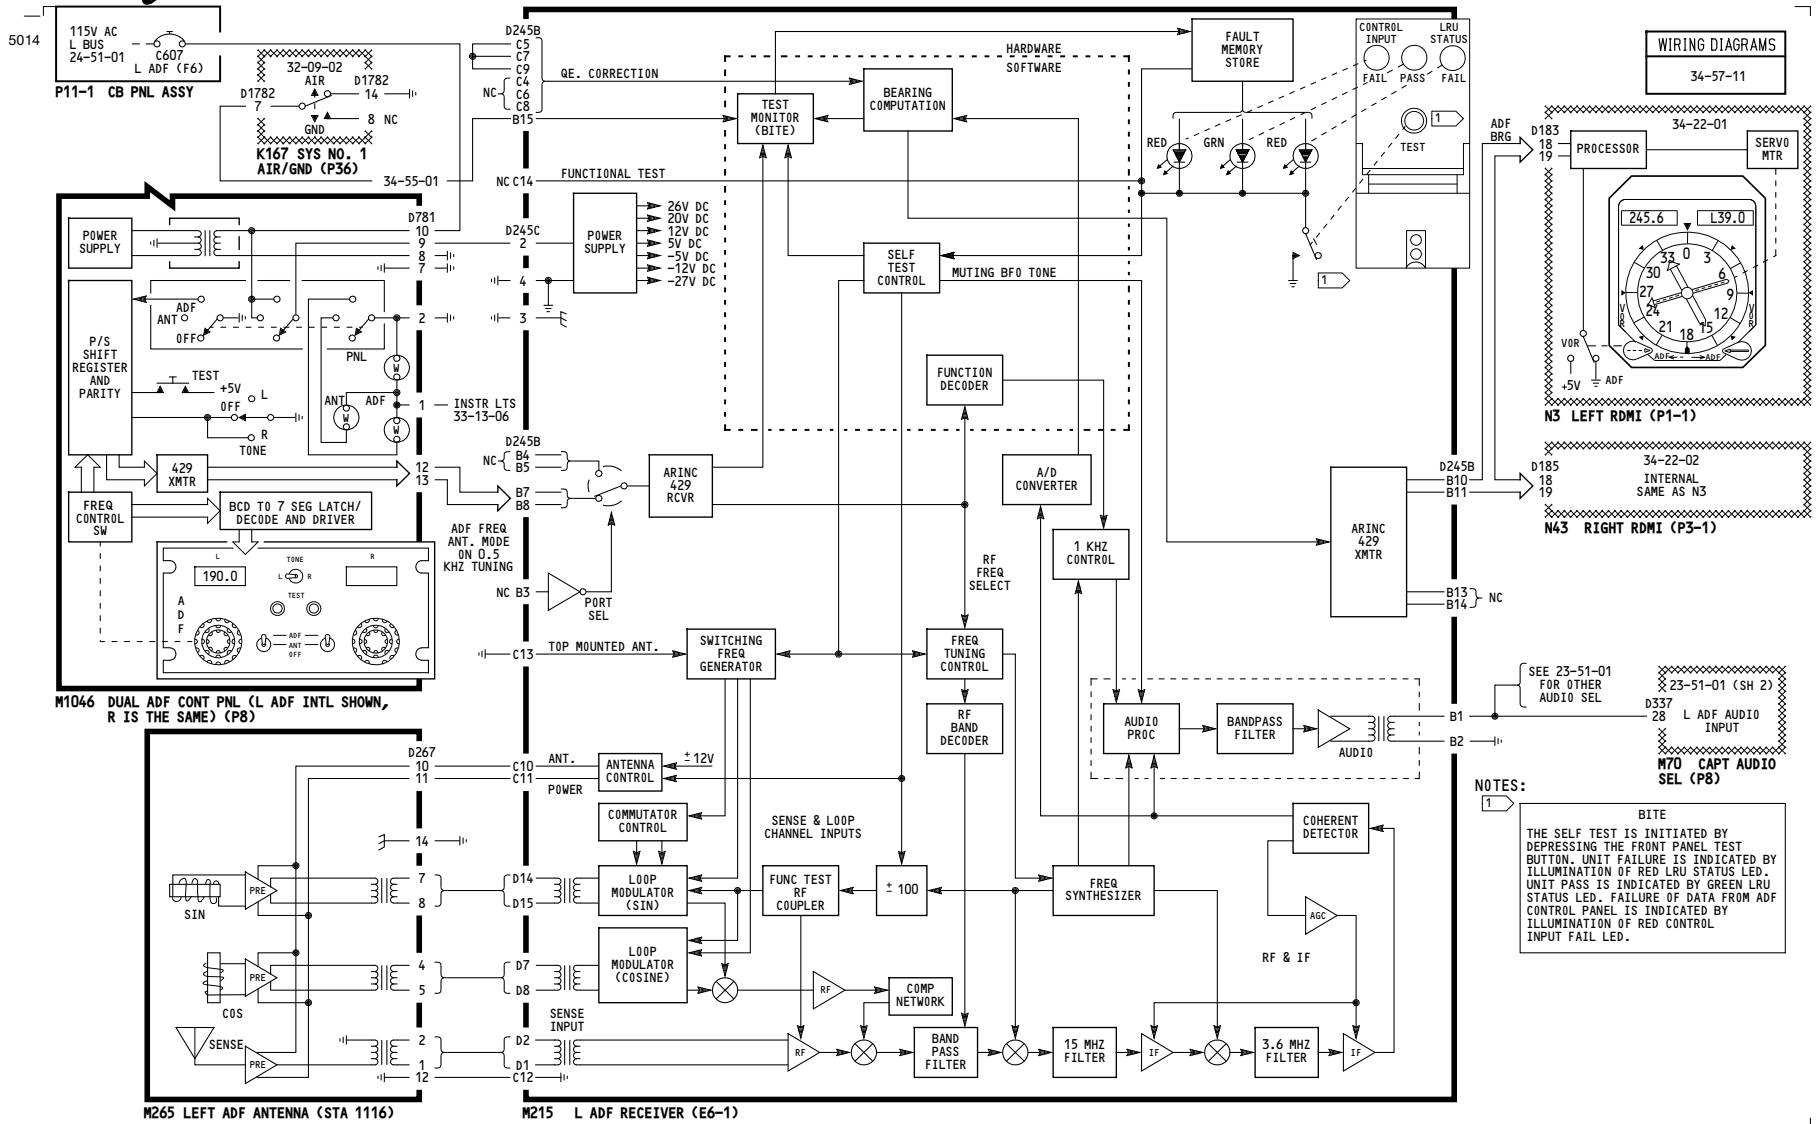 5014
115V AC
L BUS
24-51-01
C607
L ADF (F6)
P11-1 CB PNL ASSY
32-09-02
AIR
D1782
7
D1782
14
8 NC
GND
K167 SYS NO. 1
AIR/GND (P36)
34-55-01
D245B
C5
C7
C9
C4
NC
C6
C8
B15
QE. CORRECTION
NC C14
FUNCTIONAL TEST
HARDWARE
SOFTWARE
TEST
MONITOR
(BITE)
BEARING
COMPUTATION
FAULT
MEMORY
STORE
RED
GRN
RED
CONTROL
INPUT
LRU
STATUS
FAIL
PASS
FAIL
1
TEST
1
WIRING DIAGRAMS
34-57-11
ADF
BRG
D183
18
19
34-22-01
PROCESSOR
SERVO
MTR
245.6
L39.0
0
3
6
9
12
15
18
21
24
27
30
33
VOR
VOR
ADF
ADF
VOR
+5V
ADF
N3 LEFT RDMI (P1-1)
D185
18
19
34-22-02
INTERNAL
SAME AS N3
N43 RIGHT RDMI (P3-1)
POWER
SUPPLY
D781
10
9
8
7
D245C
2
4
3
POWER
SUPPLY
26V DC
20V DC
12V DC
5V DC
-5V DC
-12V DC
-27V DC
SELF
TEST
CONTROL
MUTING BFO TONE
P/S
SHIFT
REGISTER
AND
PARITY
ADF
ANT
OFF
PNL
2
W
TEST
+5V
L
OFF
R
TONE
ANT
ADF
W
W
1
INSTR LTS
33-13-06
FUNCTION
DECODER
429
XMTR
12
13
D245B
NC
B4
B5
B7
B8
ARINC
429
RCVR
A/D
CONVERTER
1 KHZ
CONTROL
ARINC
429
XMTR
D245B
B10
B11
B13
B14
NC
FREQ
CONTROL
SW
BCD TO 7 SEG LATCH/
DECODE AND DRIVER
ADF FREQ
ANT. MODE
ON 0.5
KHZ TUNING
L
TONE
R
190.0
L
R
TEST
A
D
F
ADF
ANT
OFF
NC B3
PORT
SEL
RF
FREQ
SELECT
C13
TOP MOUNTED ANT.
SWITCHING
FREQ
GENERATOR
FREQ
TUNING
CONTROL
M1046 DUAL ADF CONT PNL (L ADF INTL SHOWN,
R IS THE SAME) (P8)
RF
BAND
DECODER
AUDIO
PROC
BANDPASS
FILTER
AUDIO
B1
B2
SEE 23-51-01
FOR OTHER
AUDIO SEL
23-51-01 (SH 2)
D337
28
L ADF AUDIO
INPUT
M70 CAPT AUDIO
SEL (P8)
D267
10
11
C10
C11
ANT.
POWER
ANTENNA
CONTROL
± 12V
COMMUTATOR
CONTROL
SENSE & LOOP
CHANNEL INPUTS
COHERENT
DETECTOR
14
SIN
PRE
7
8
D14
D15
LOOP
MODULATOR
(SIN)
FUNC TEST
RF
COUPLER
± 100
FREQ
SYNTHESIZER
AGC
COS
PRE
4
5
D7
D8
LOOP
MODULATOR
(COSINE)
RF
COMP
NETWORK
RF & IF
SENSE
PRE
2
1
12
D2
D1
C12
SENSE
INPUT
RF
BAND
PASS
FILTER
15 MHZ
FILTER
IF
3.6 MHZ
FILTER
IF
M265 LEFT ADF ANTENNA (STA 1116)
M215 L ADF RECEIVER (E6-1)
NOTES:
1
BITE
THE SELF TEST IS INITIATED BY
DEPRESSING THE FRONT PANEL TEST
BUTTON. UNIT FAILURE IS INDICATED BY
ILLUMINATION OF RED LRU STATUS LED.
UNIT PASS IS INDICATED BY GREEN LRU
STATUS LED. FAILURE OF DATA FROM ADF
CONTROL PANEL IS INDICATED BY
ILLUMINATION OF RED CONTROL
INPUT FAIL LED.